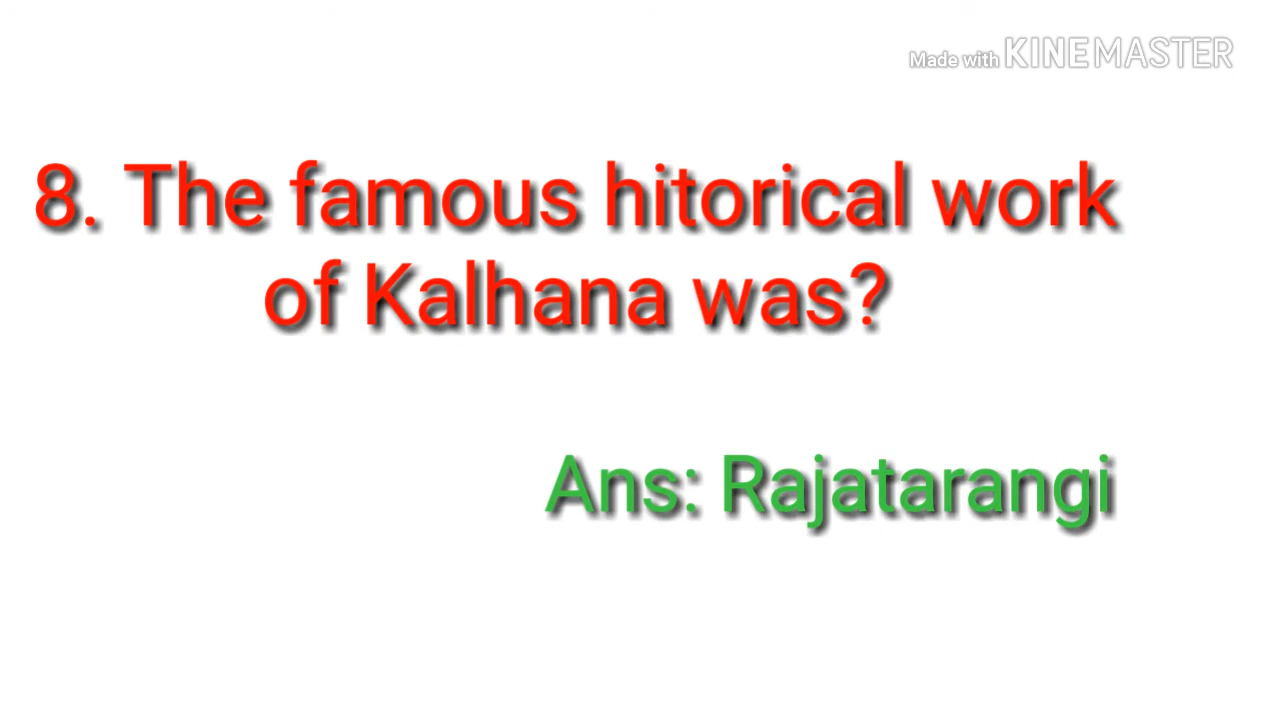 Made with KINEMASTER
8. The famous hitorical work
of Kalhana was?
Ans: Rajatarangi